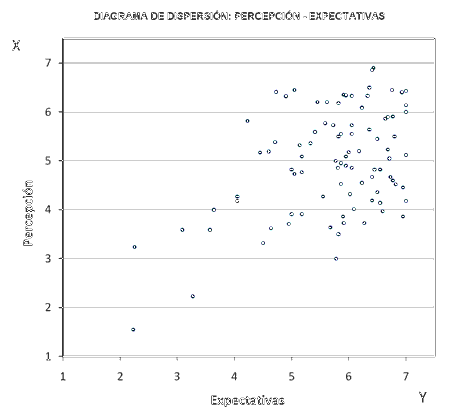 DIAGRAMA DE DISPERSIÓN: PERCEPCIÓN - EXPECTATIVAS
X
7
6
5
4
3
2
1
Percepción
1 2 3 4 5 6 7
Expectativas
Y